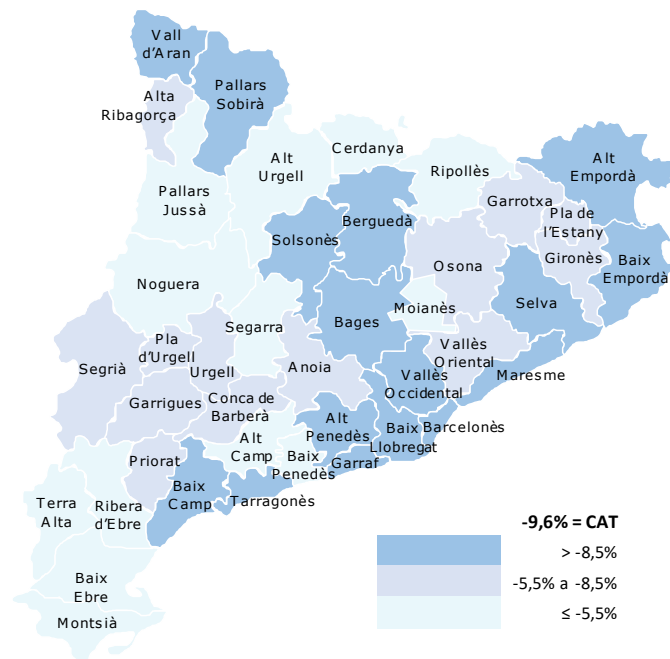 Vall
d'Aran
Pallars
Sobirà
Alta
Ribagorça
Cerdanya
Alt
Urgell
Ripollès
Alt
Empordà
Pallars
Jussà
Garrotxa
Pla de
l'Estany
Berguedà
Solsonès
Osona
Gironès
Baix
Empordà
Noguera
Moianès
Selva
Segarra
Bages
Pla
d'Urgell
Urgell
Segrià
Anoia
Vallès
Oriental
Vallès
Occidental
Maresme
Garrigues
Conca de
Barberà
Alt
Penedès
Baix
Llobregat
Barcelonès
Alt
Camp
Baix
Penedès
Garraf
Priorat
Baix
Camp
Tarragonès
Terra
Alta
Ribera
d'Ebre
Baix
Ebre
Montsià
-9,6% = CAT
> -8,5%
-5,5% a -8,5%
≤ -5,5%